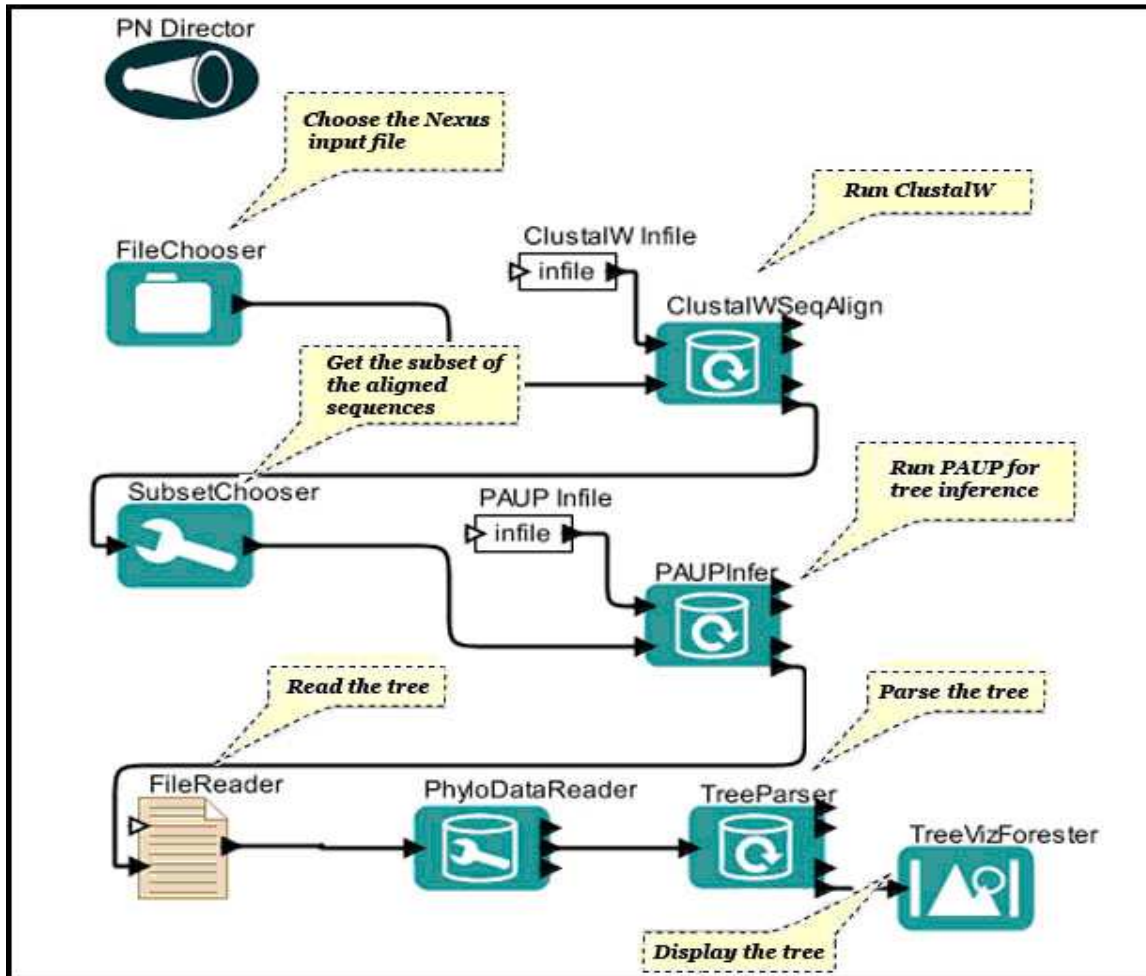 PN Director
Choose the Nexus
input file
Run ClustalW
FileChooser
ClustalW Infile
infile
ClustalWSeqAlign
Get the subset of
the aligned
sequences
Run PAUP for
tree inference
SubsetChooser
PAUP Infile
infile
PAUPInfer
Read the tree
Parse the tree
FileReader
PhyloDataReader
TreeParser
TreeVizForester
Display the tree